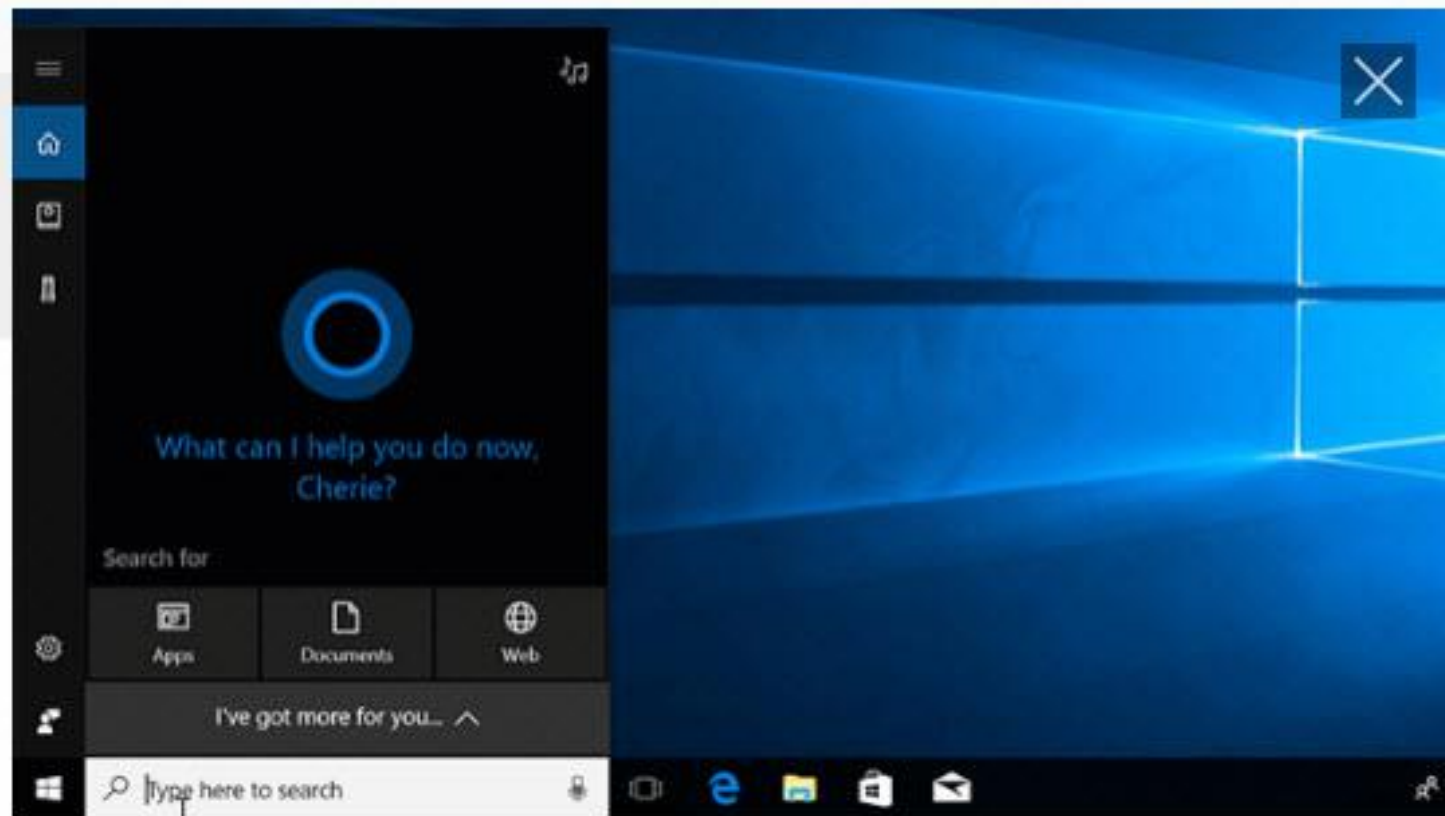 What can I help you do now,
Cherie?
Search for
Apps Documents Web
I've got more for you...
Type here to search